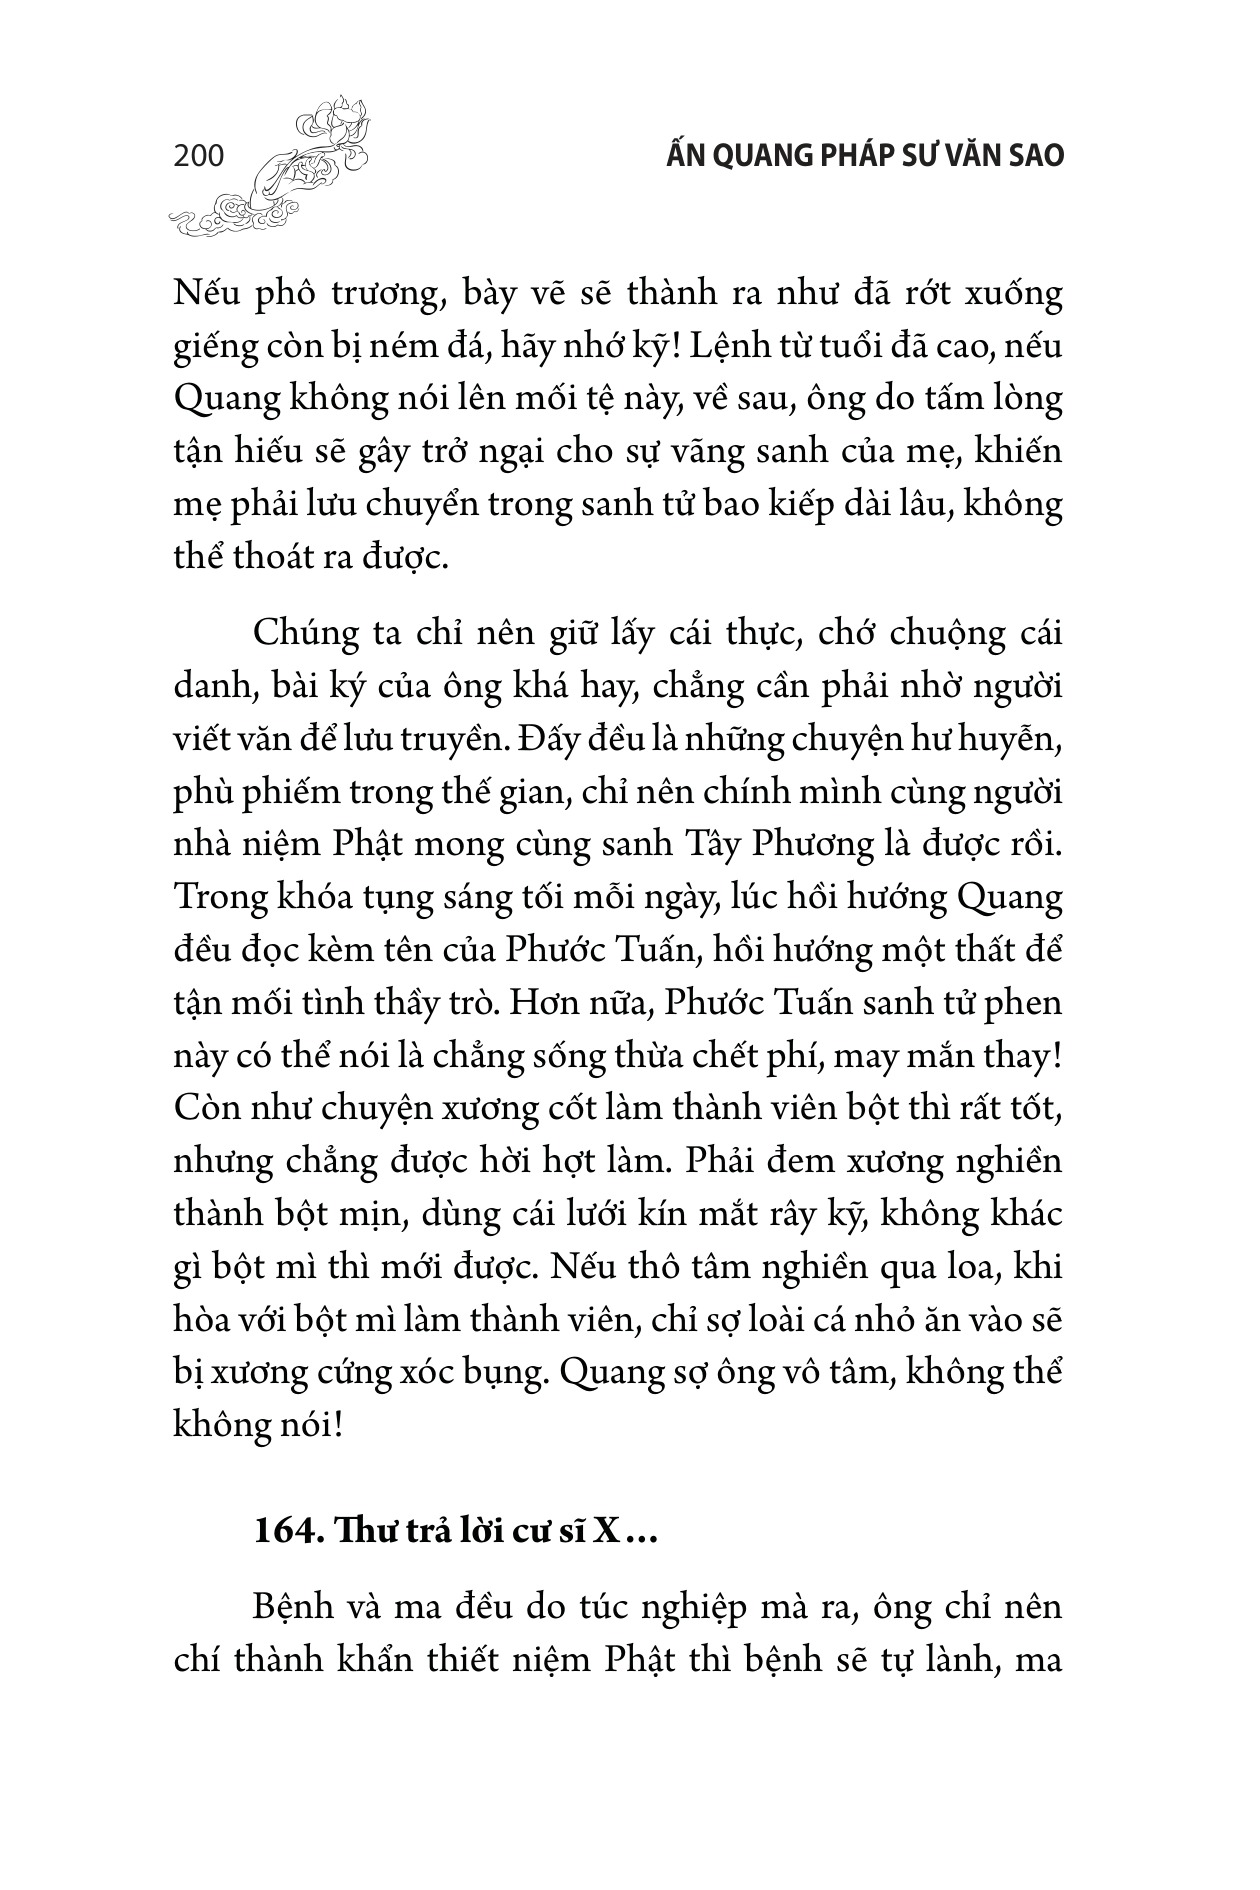 200
ẤN QUANG PHÁP SƯ VĂN SAO
Nếu phô trương, bày vẽ sẽ thành ra như đã rớt xuống
giếng còn bị ném đá, hãy nhớ kỹ! Lệnh từ tuổi đã cao, nếu
Quang không nói lên mối tệ này, về sau, ông do tấm lòng
tận hiếu sẽ gây trở ngại cho sự vãng sanh của mẹ, khiến
mẹ phải lưu chuyển trong sanh tử bao kiếp dài lâu, không
thể thoát ra được.
Chúng ta chỉ nên giữ lấy cái thực, chớ chuộng cái
danh, bài ký của ông khá hay, chẳng cần phải nhờ người
viết văn để lưu truyền. Đấy đều là những chuyện hư huyễn,
phù phiếm trong thế gian, chỉ nên chính mình cùng người
nhà niệm Phật mong cùng sanh Tây Phương là được rồi.
Trong khóa tụng sáng tối mỗi ngày, lúc hồi hướng Quang
đều đọc kèm tên của Phước Tuấn, hồi hướng một thất để
tận mối tình thầy trò. Hơn nữa, Phước Tuấn sanh tử phen
này có thể nói là chẳng sống thừa chết phí, may mắn thay!
Còn như chuyện xương cốt làm thành viên bột thì rất tốt,
nhưng chẳng được hời hợt làm. Phải đem xương nghiền
thành bột mịn, dùng cái lưới kín mắt rây kỹ, không khác
gì bột mì thì mới được. Nếu thô tâm nghiền qua loa, khi
hòa với bột mì làm thành viên, chỉ sợ loài cá nhỏ ăn vào sẽ
bị xương cứng xóc bụng. Quang sợ ông vô tâm, không thể
không nói!
164. Thư trả lời cư sĩ X…
Bệnh và ma đều do túc nghiệp mà ra, ông chỉ nên
chí thành khẩn thiết niệm Phật thì bệnh sẽ tự lành, ma